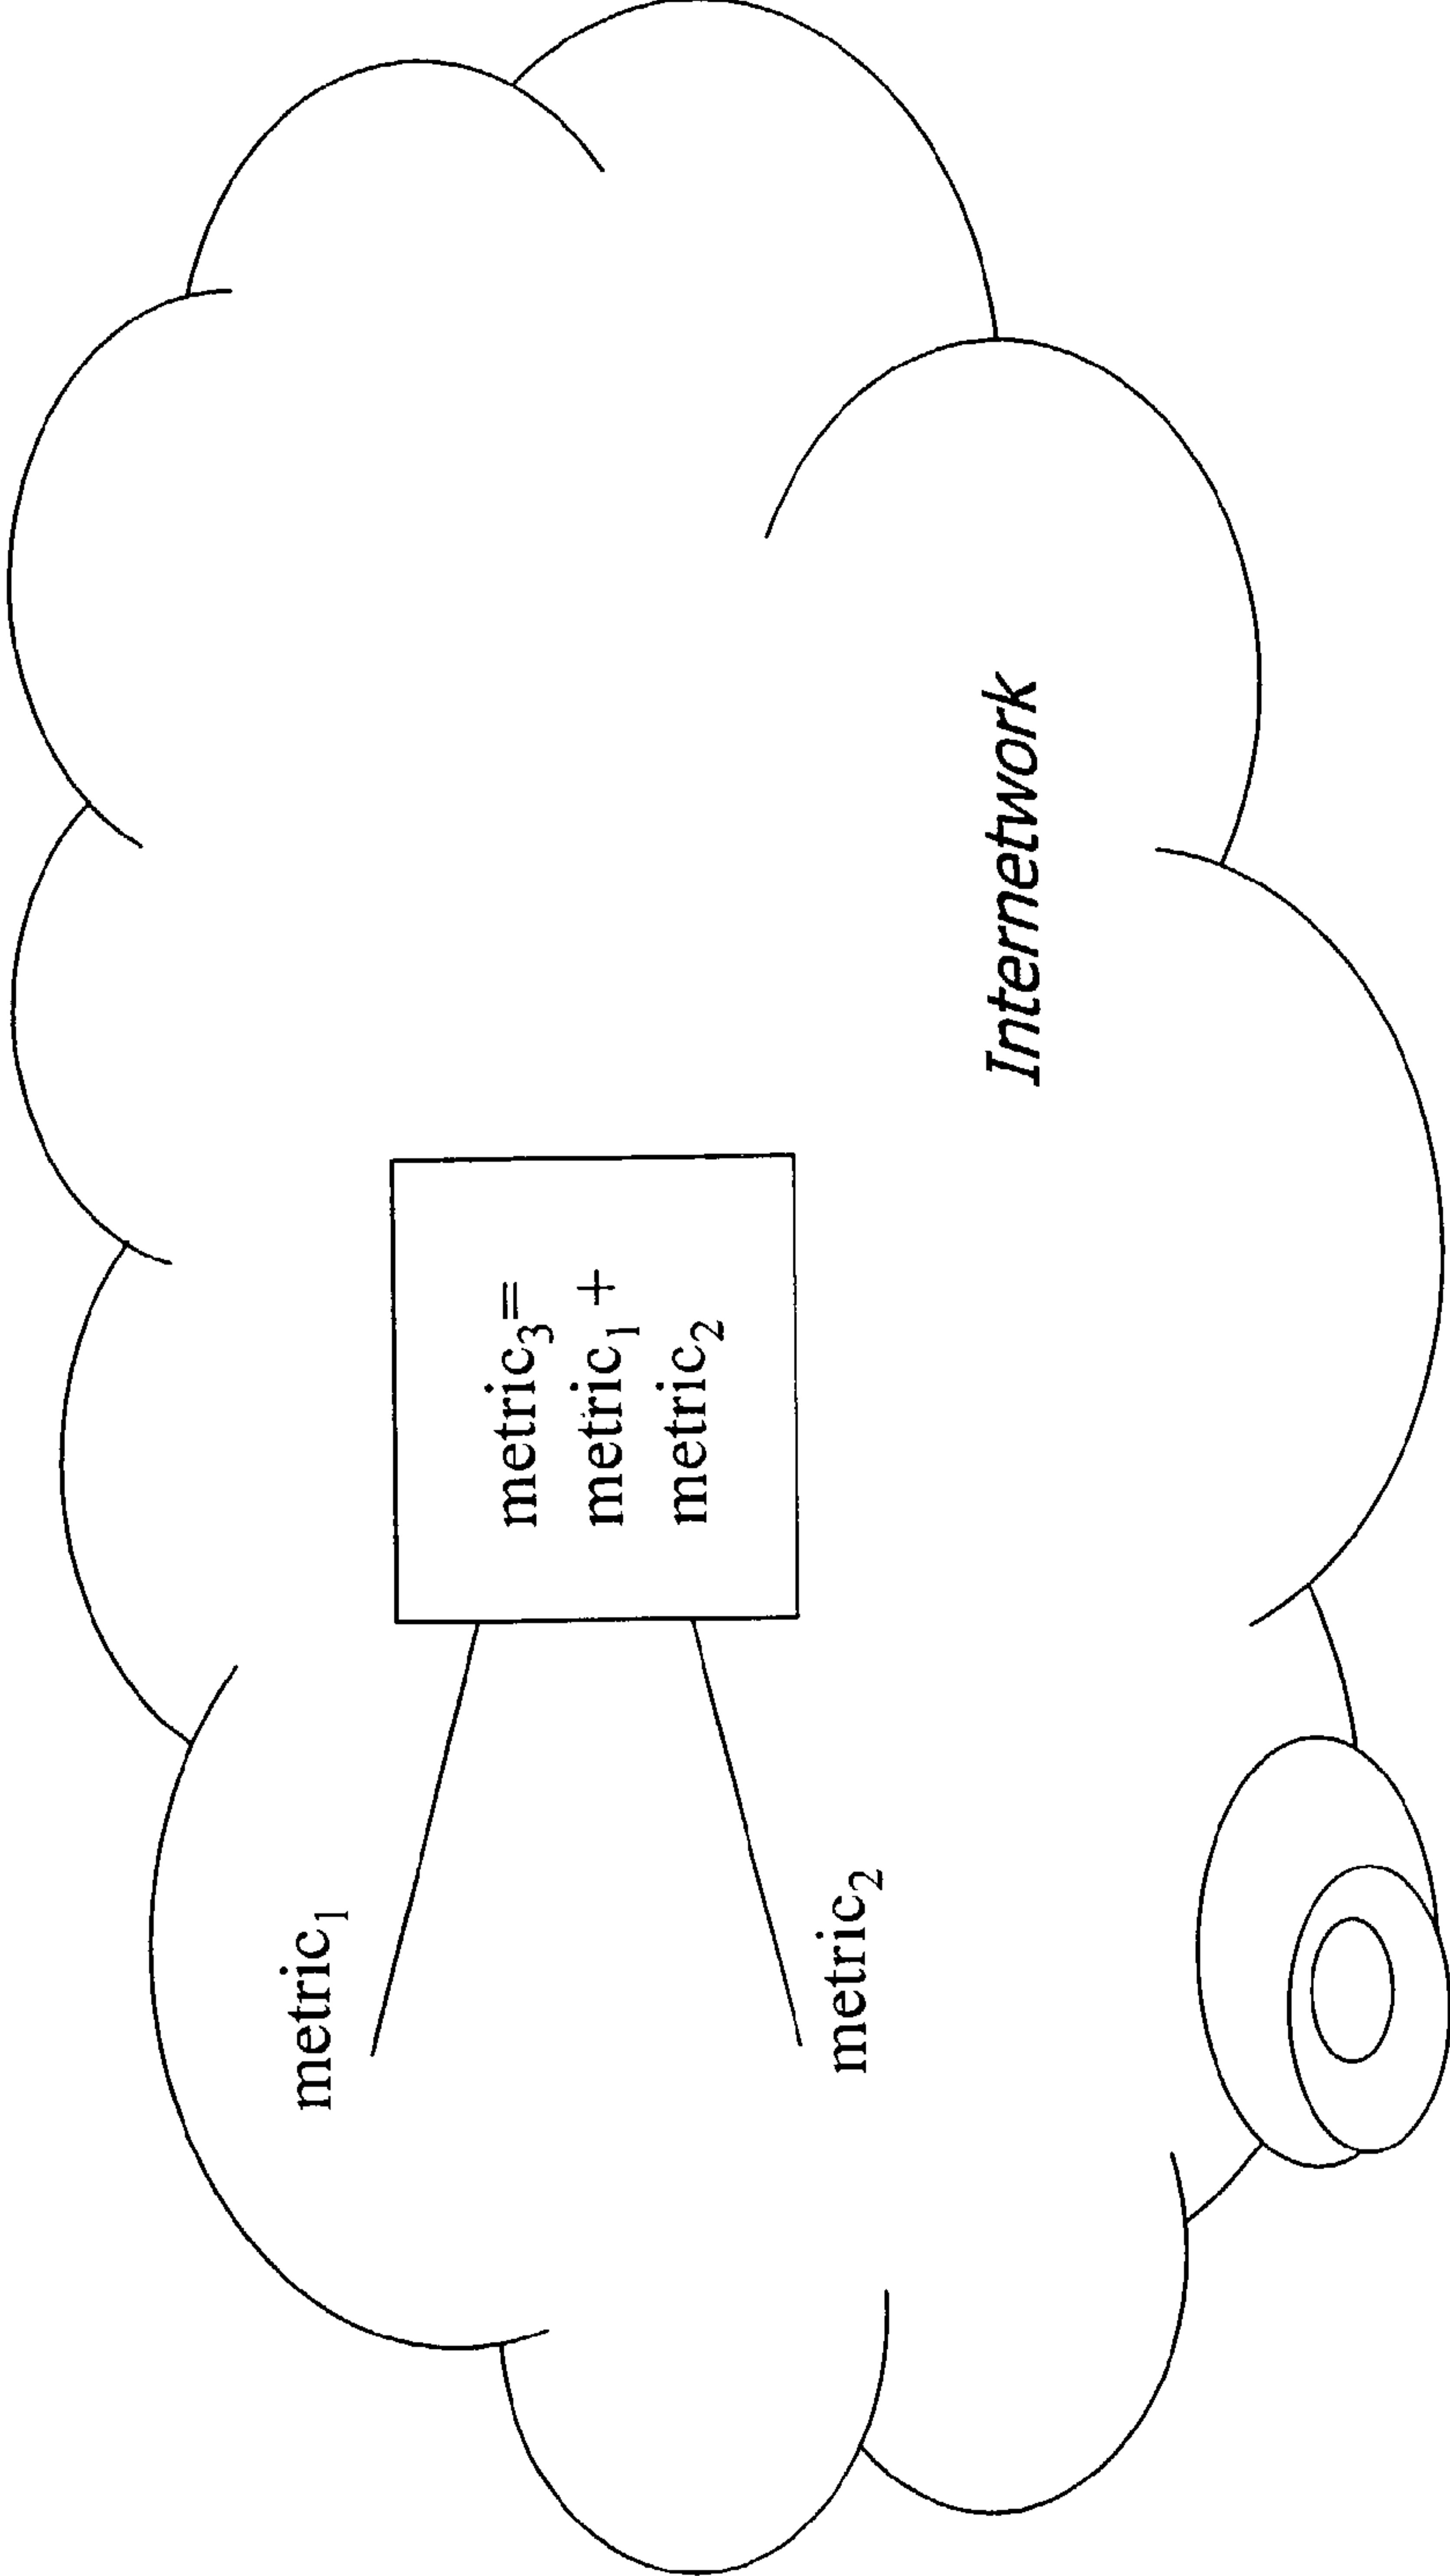 metric₁
metric₃=
metric₁ +
metric₂
metric₂
Internetwork